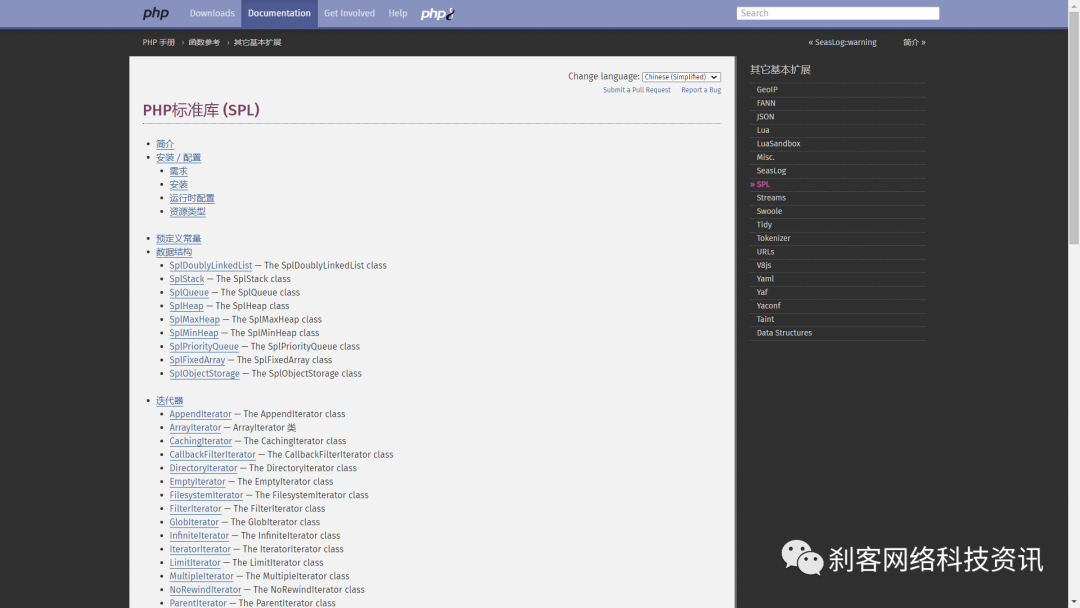 php Downloads Documentation Get Involved Help php Search
PHP 手册 › 函数参考 › 其它基本扩展 « SeasLog::warning 简介 »
Change language: Chinese (Simplified)
Submit a Pull Request Report a Bug
PHP标准库 (SPL)
简介
安装 / 配置
需求
安装
运行时配置
资源类型
预定义常量
数据结构
SplDoublyLinkedList — The SplDoublyLinkedList class
SplStack — The SplStack class
SplQueue — The SplQueue class
SplHeap — The SplHeap class
SplMaxHeap — The SplMaxHeap class
SplMinHeap — The SplMinHeap class
SplPriorityQueue — The SplPriorityQueue class
SplFixedArray — The SplFixedArray class
SplObjectStorage — The SplObjectStorage class
迭代器
AppendIterator — The AppendIterator class
ArrayIterator — ArrayIterator 类
CachingIterator — The CachingIterator class
CallbackFilterIterator — The CallbackFilterIterator class
DirectoryIterator — The DirectoryIterator class
EmptyIterator — The EmptyIterator class
FilesystemIterator — The FilesystemIterator class
FilterIterator — The FilterIterator class
GlobIterator — The GlobIterator class
InfiniteIterator — The InfiniteIterator class
IteratorIterator — The IteratorIterator class
LimitIterator — The LimitIterator class
MultipleIterator — The MultipleIterator class
NoRewindIterator — The NoRewindIterator class
ParentIterator — The ParentIterator class
其它基本扩展
GeoIP
FANN
JSON
Lua
LuaSandbox
Misc.
SeasLog
» SPL
Streams
Swoole
Tidy
Tokenizer
URLs
V8js
Yaml
Yaf
Yaconf
Taint
Data Structures
刹客网络科技资讯